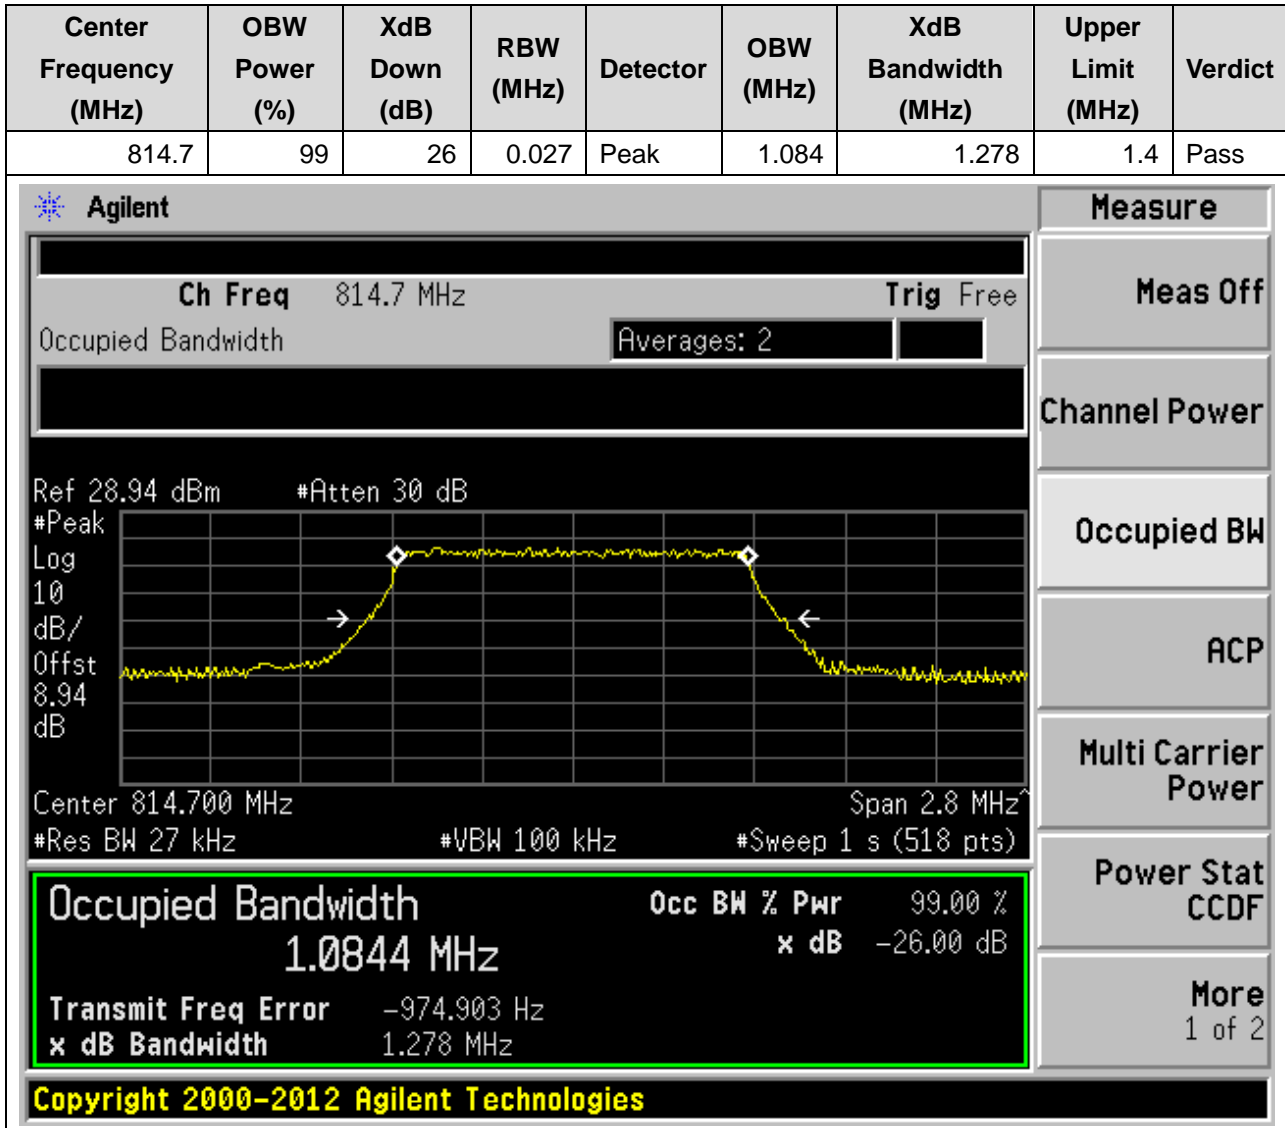 Center Frequency (MHz) OBW Power (%) XdB Down (dB) RBW (MHz) Detector OBW (MHz) XdB Bandwidth (MHz) Upper Limit (MHz) Verdict
814.7 99 26 0.027 Peak 1.084 1.278 1.4 Pass
Agilent
Ch Freq 814.7 MHz Trig Free
Occupied Bandwidth Averages: 2
Ref 28.94 dBm #Atten 30 dB
#Peak
Log
10
dB/
Offst
8.94
dB
Center 814.700 MHz Span 2.8 MHz^
#Res BW 27 kHz #VBW 100 kHz #Sweep 1 s (518 pts)
Occupied Bandwidth Occ BW % Pwr 99.00 %
1.0844 MHz x dB -26.00 dB
Transmit Freq Error -974.903 Hz
x dB Bandwidth 1.278 MHz
Copyright 2000-2012 Agilent Technologies
Measure
Meas Off
Channel Power
Occupied BW
ACP
Multi Carrier
Power
Power Stat
CCDF
More
1 of 2